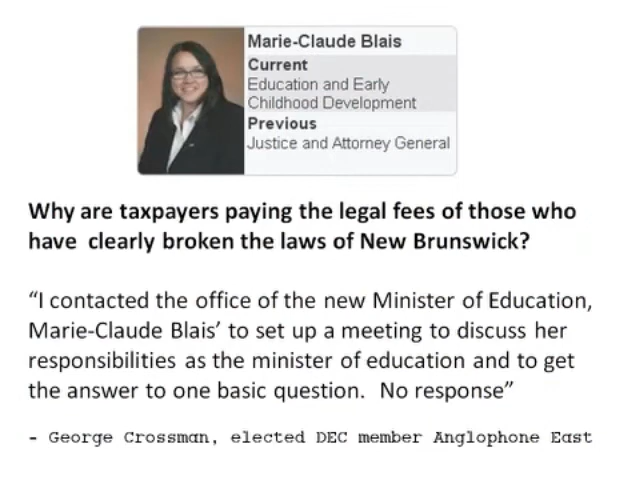 Marie-Claude Blais
Current
Education and Early
Childhood Development
Previous
Justice and Attorney General
Why are taxpayers paying the legal fees of those who
have  clearly broken the laws of New Brunswick?
“I contacted the office of the new Minister of Education,
Marie-Claude Blais’ to set up a meeting to discuss her
responsibilities as the minister of education and to get
the answer to one basic question.  No response”
- George Crossman, elected DEC member Anglophone East